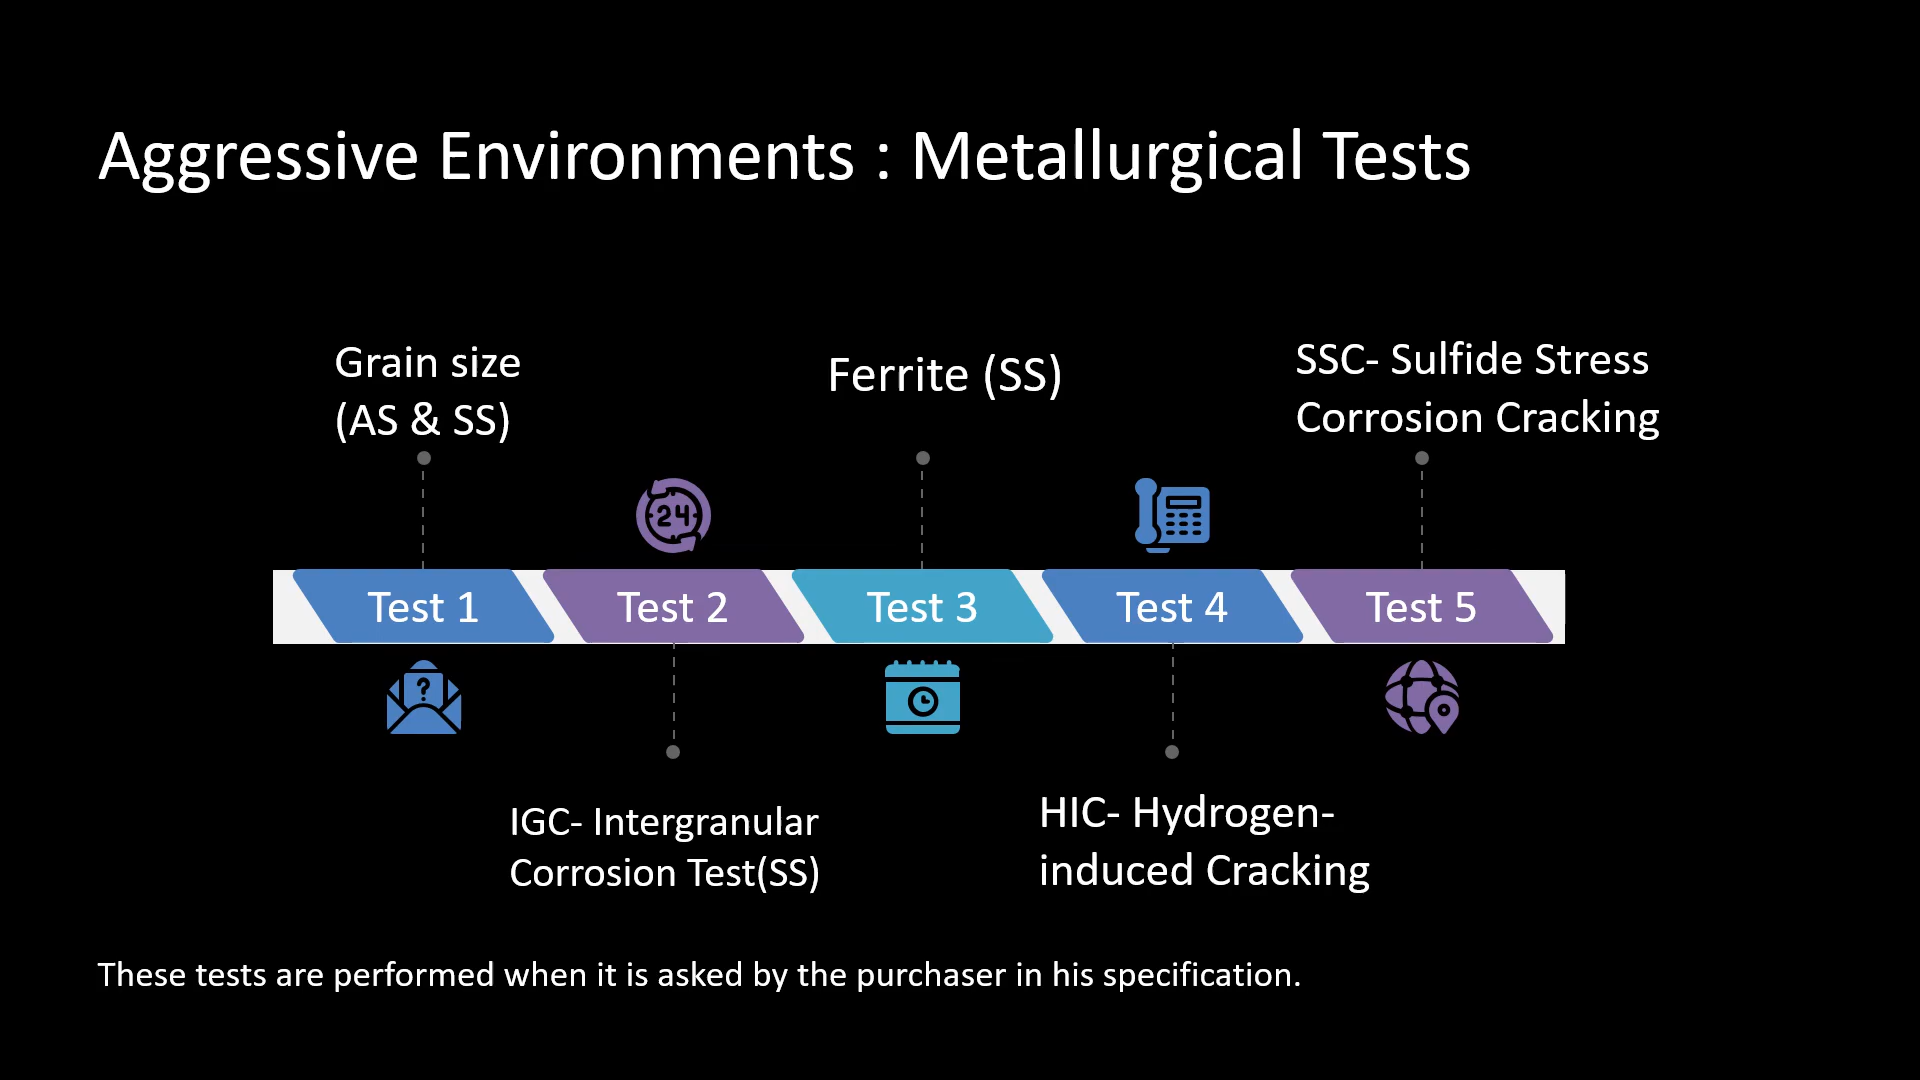 Aggressive Environments : Metallurgical Tests
Grain size
(AS & SS)
Ferrite (SS)
SSC- Sulfide Stress
Corrosion Cracking
24
Test 1
Test 2
Test 3
Test 4
Test 5
?
IGC- Intergranular
Corrosion Test(SS)
HIC- Hydrogen-
induced Cracking
These tests are performed when it is asked by the purchaser in his specification.